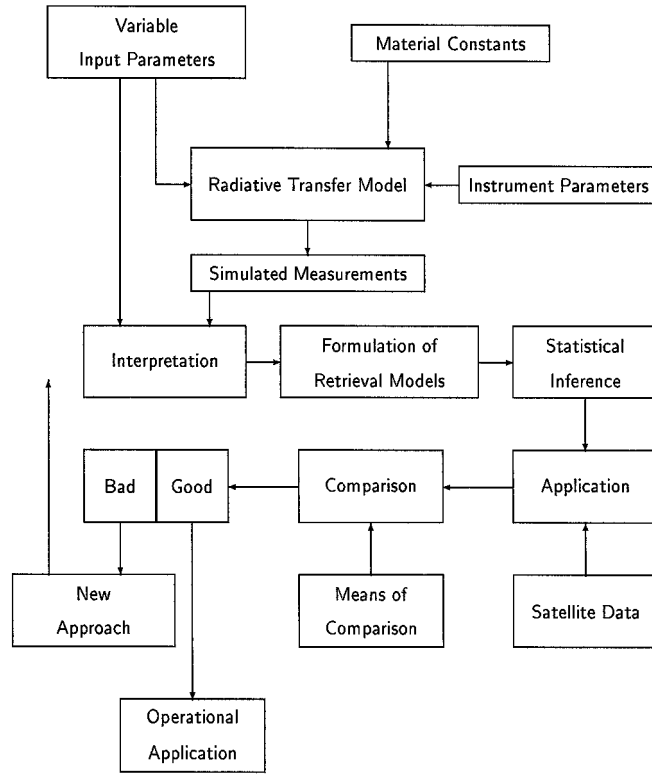 Variable
Input Parameters
Material Constants
Radiative Transfer Model
Instrument Parameters
Simulated Measurements
Interpretation
Formulation of
Retrieval Models
Statistical
Inference
Bad
Good
Comparison
Application
New
Approach
Means of
Comparison
Satellite Data
Operational
Application